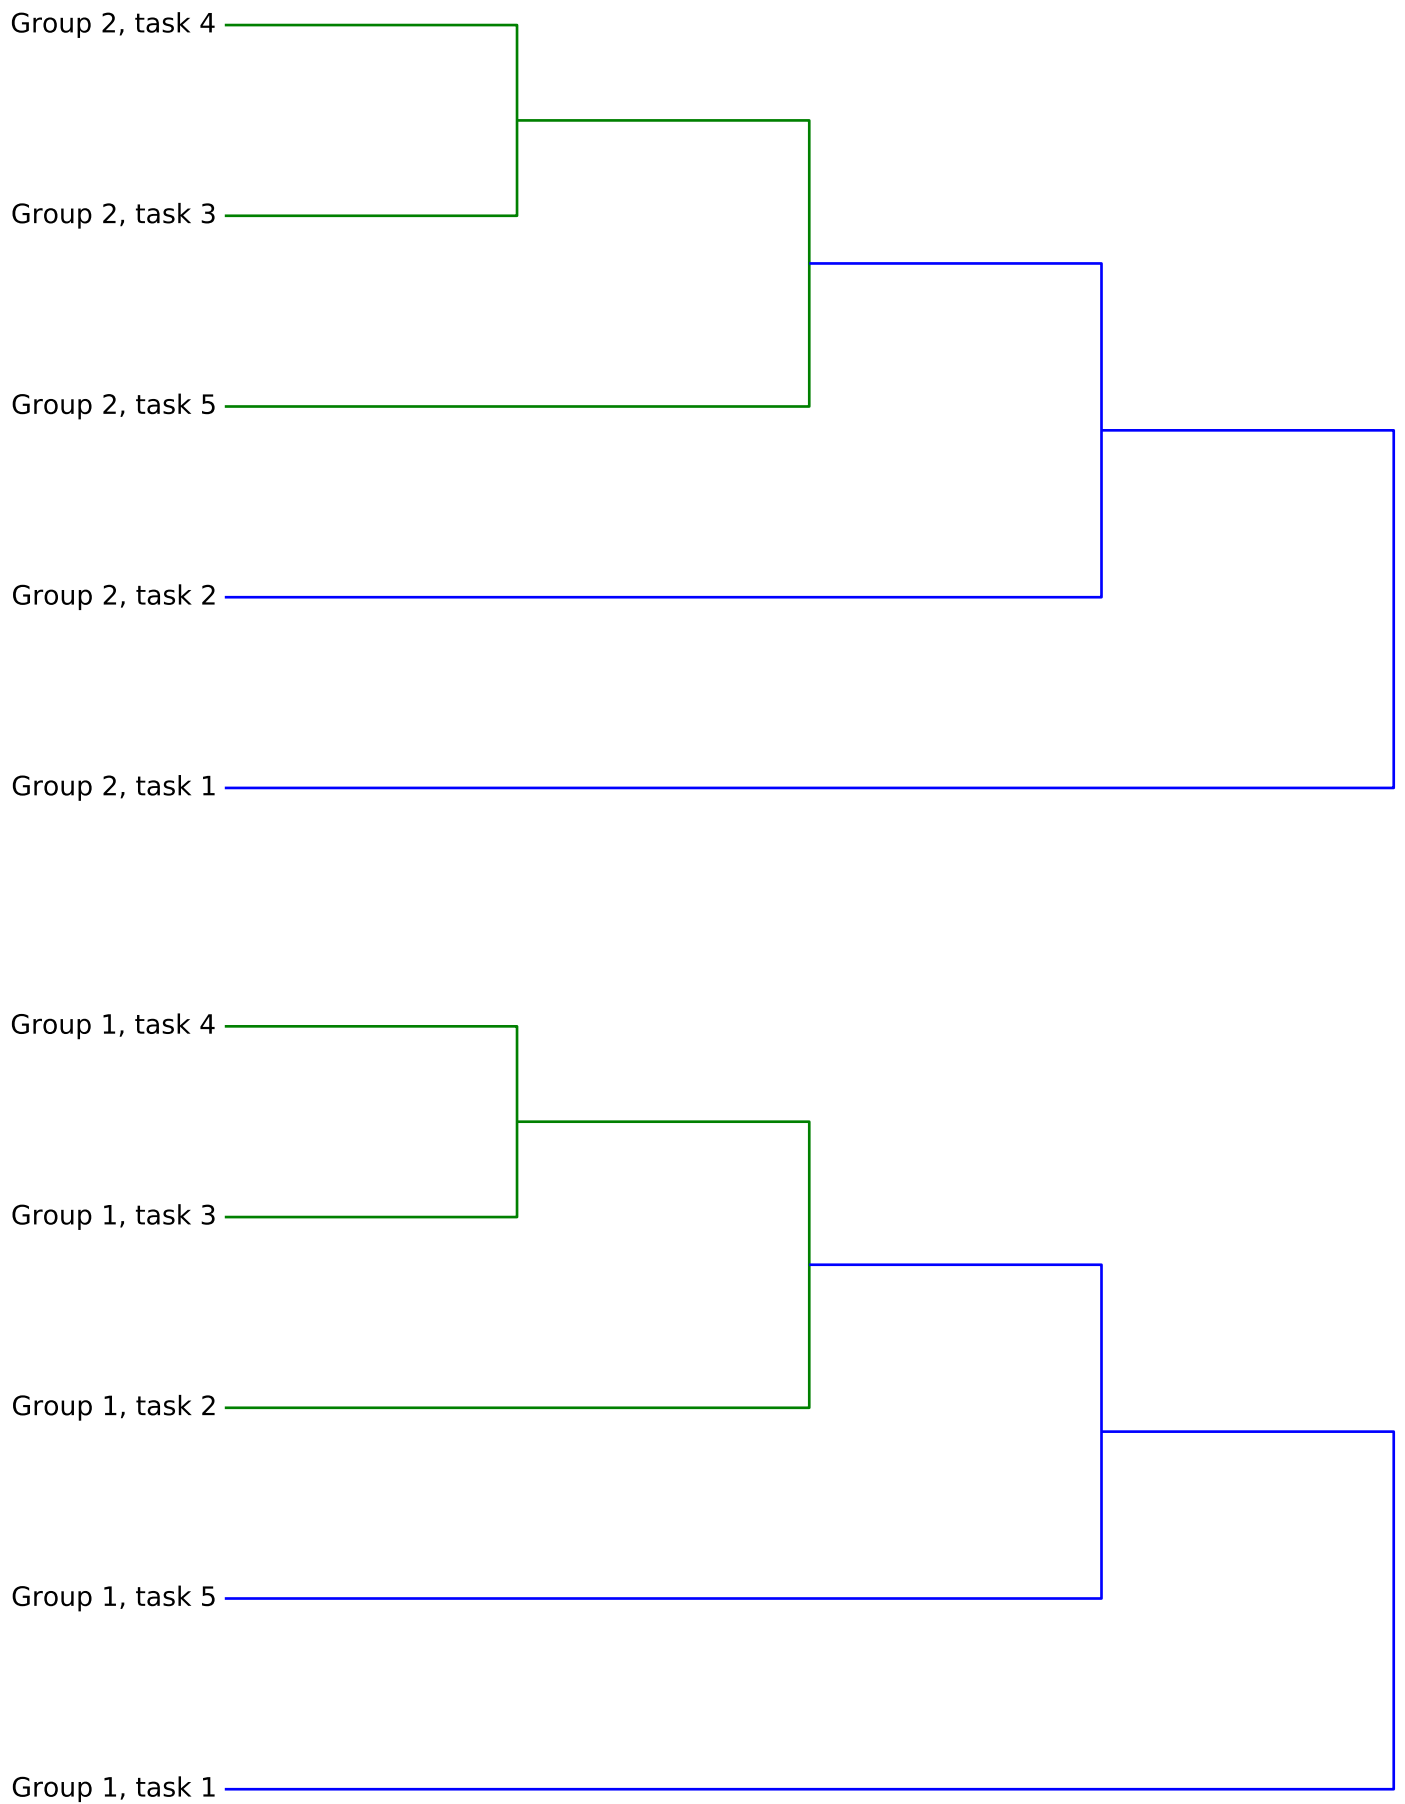 Group 2, task 4
Group 2, task 3
Group 2, task 5
Group 2, task 2
Group 2, task 1
Group 1, task 4
Group 1, task 3
Group 1, task 2
Group 1, task 5
Group 1, task 1